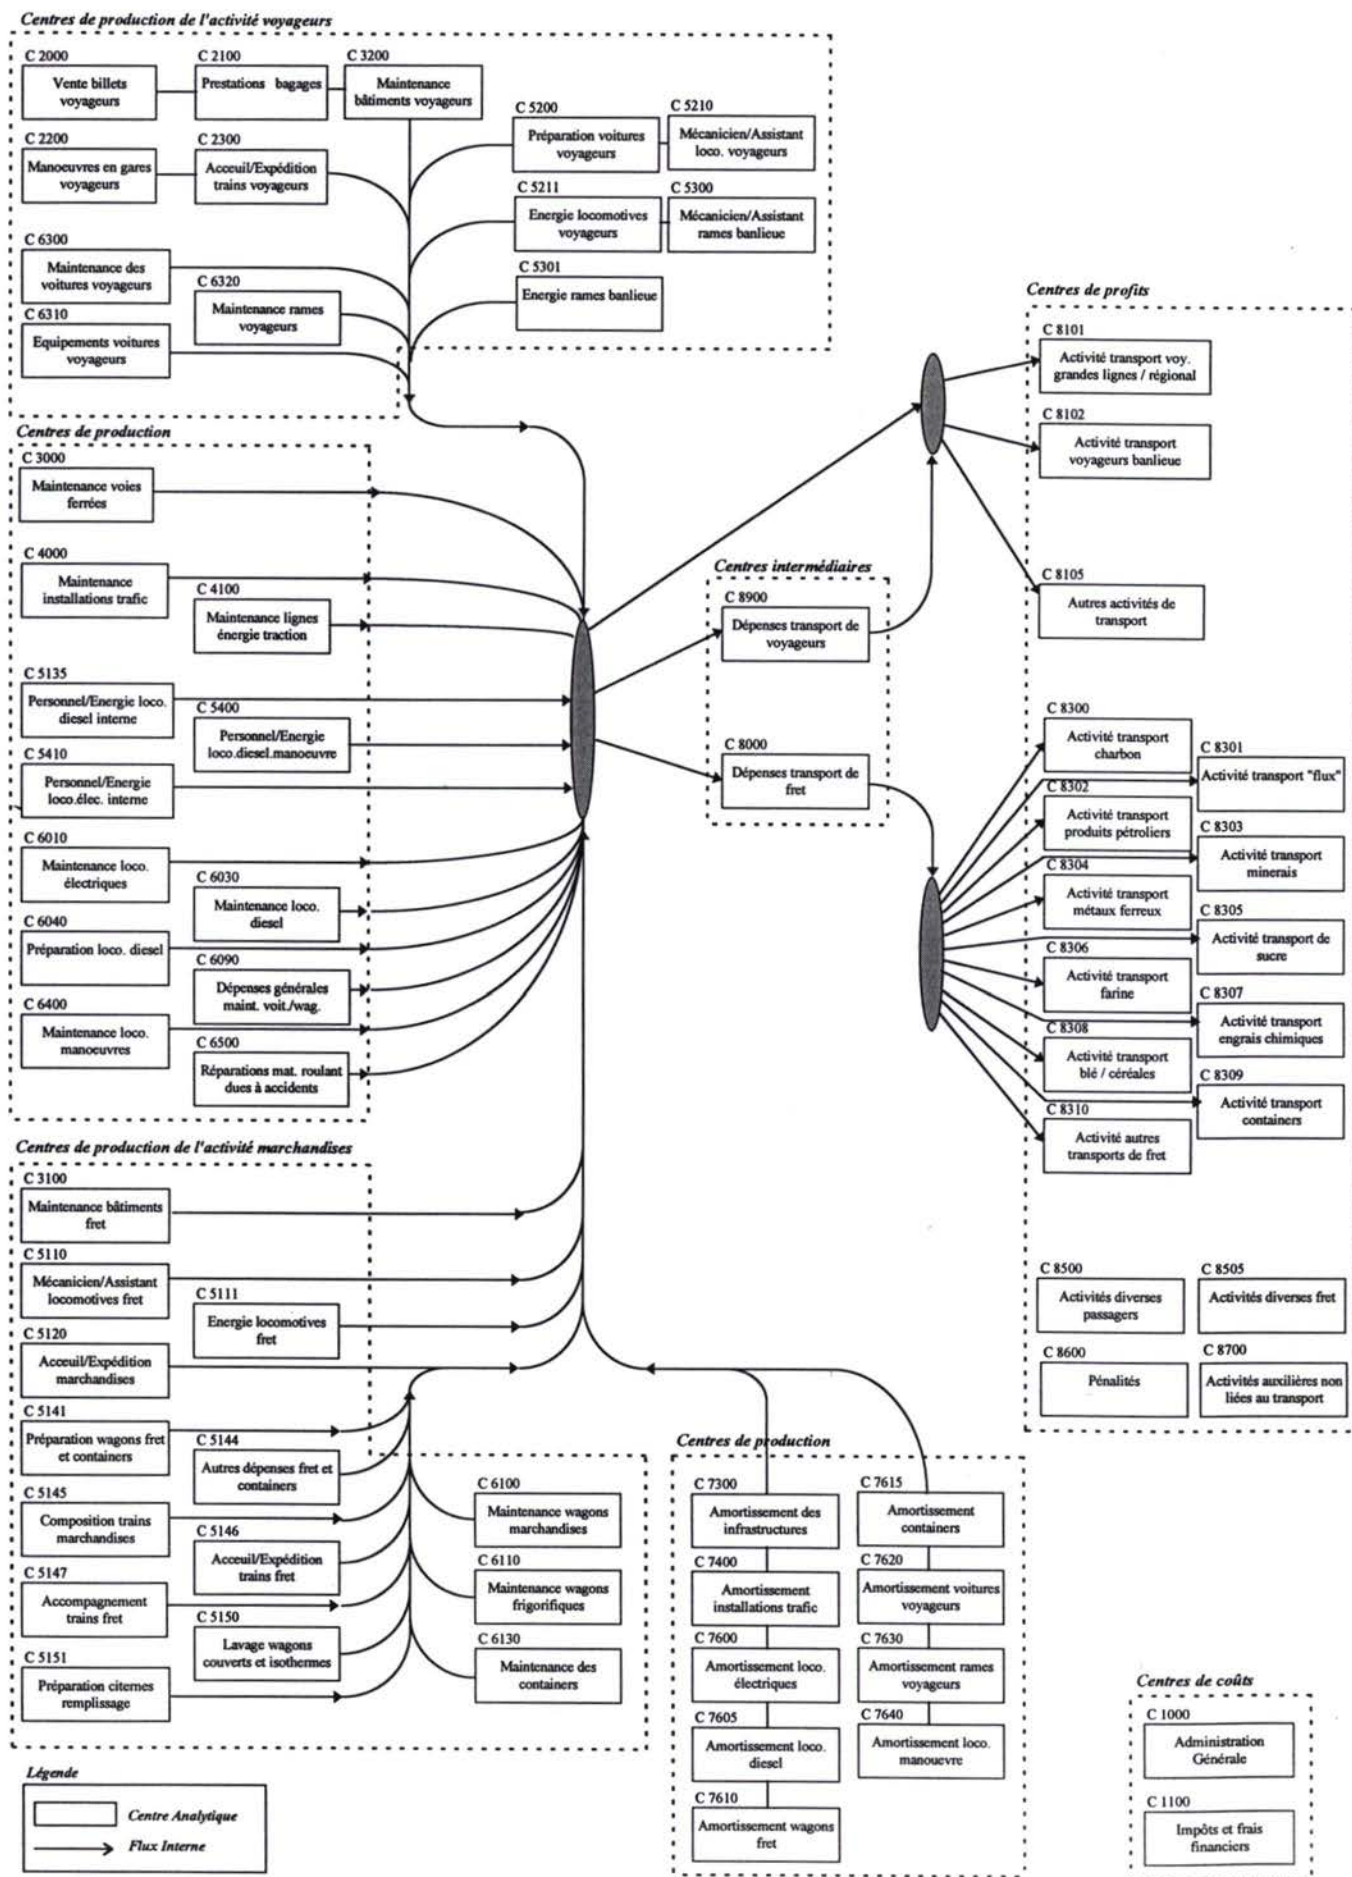 Centres de production de l'activité voyageurs
C 2000
Vente billets
voyageurs
C 2100
Prestations bagages
C 3200
Maintenance
bâtiments voyageurs
C 5200
Préparation voitures
voyageurs
C 5210
Mécanicien/Assistant
loco. voyageurs
C 2200
Manoeuvres en gares
voyageurs
C 2300
Acceuil/Expédition
trains voyageurs
C 5211
Energie locomotives
voyageurs
C 5300
Mécanicien/Assistant
rames banlieue
C 6300
Maintenance des
voitures voyageurs
C 6320
Maintenance rames
voyageurs
C 5301
Energie rames banlieue
C 6310
Equipements voitures
voyageurs
Centres de production
C 3000
Maintenance voies
ferrées
C 4000
Maintenance
installations trafic
C 4100
Maintenance lignes
énergie traction
C 5135
Personnel/Energie loco.
diesel interne
C 5400
Personnel/Energie
loco.diesel.manoeuvre
C 5410
Personnel/Energie
loco.élec. interne
C 6010
Maintenance loco.
électriques
C 6030
Maintenance loco.
diesel
C 6040
Préparation loco. diesel
C 6090
Dépenses générales
maint. voit./wag.
C 6400
Maintenance loco.
manoeuvres
C 6500
Réparations mat. roulant
dues à accidents
Centres intermédiaires
C 8900
Dépenses transport de
voyageurs
C 8000
Dépenses transport de
fret
Centres de profits
C 8101
Activité transport voy.
grandes lignes / régional
C 8102
Activité transport
voyageurs banlieue
C 8105
Autres activités de
transport
C 8300
Activité transport
charbon
C 8301
Activité transport "flux"
C 8302
Activité transport
produits pétroliers
C 8303
Activité transport
minerais
C 8304
Activité transport
métaux ferreux
C 8305
Activité transport de
sucre
C 8306
Activité transport
farine
C 8307
Activité transport
engrais chimiques
C 8308
Activité transport
blé / céréales
C 8309
Activité transport
containers
C 8310
Activité autres
transports de fret
C 8500
Activités diverses
passagers
C 8505
Activités diverses fret
C 8600
Pénalités
C 8700
Activités auxilières non
liées au transport
Centres de production de l'activité marchandises
C 3100
Maintenance bâtiments
fret
C 5110
Mécanicien/Assistant
locomotives fret
C 5111
Energie locomotives
fret
C 5120
Acceuil/Expédition
marchandises
C 5141
Préparation wagons fret
et containers
C 5144
Autres dépenses fret et
containers
C 5145
Composition trains
marchandises
C 5146
Acceuil/Expédition
trains fret
C 5147
Accompagnement
trains fret
C 5150
Lavage wagons
couverts et isothermes
C 5151
Préparation citernes
remplissage
C 6100
Maintenance wagons
marchandises
C 6110
Maintenance wagons
frigorifiques
C 6130
Maintenance des
containers
Centres de production
C 7300
Amortissement des
infrastructures
C 7615
Amortissement
containers
C 7400
Amortissement
installations trafic
C 7620
Amortissement voitures
voyageurs
C 7600
Amortissement loco.
électriques
C 7630
Amortissement rames
voyageurs
C 7605
Amortissement loco.
diesel
C 7640
Amortissement loco.
manouevre
C 7610
Amortissement wagons
fret
Centres de coûts
C 1000
Administration
Générale
C 1100
Impôts et frais
financiers
Légende
Centre Analytique
Flux Interne